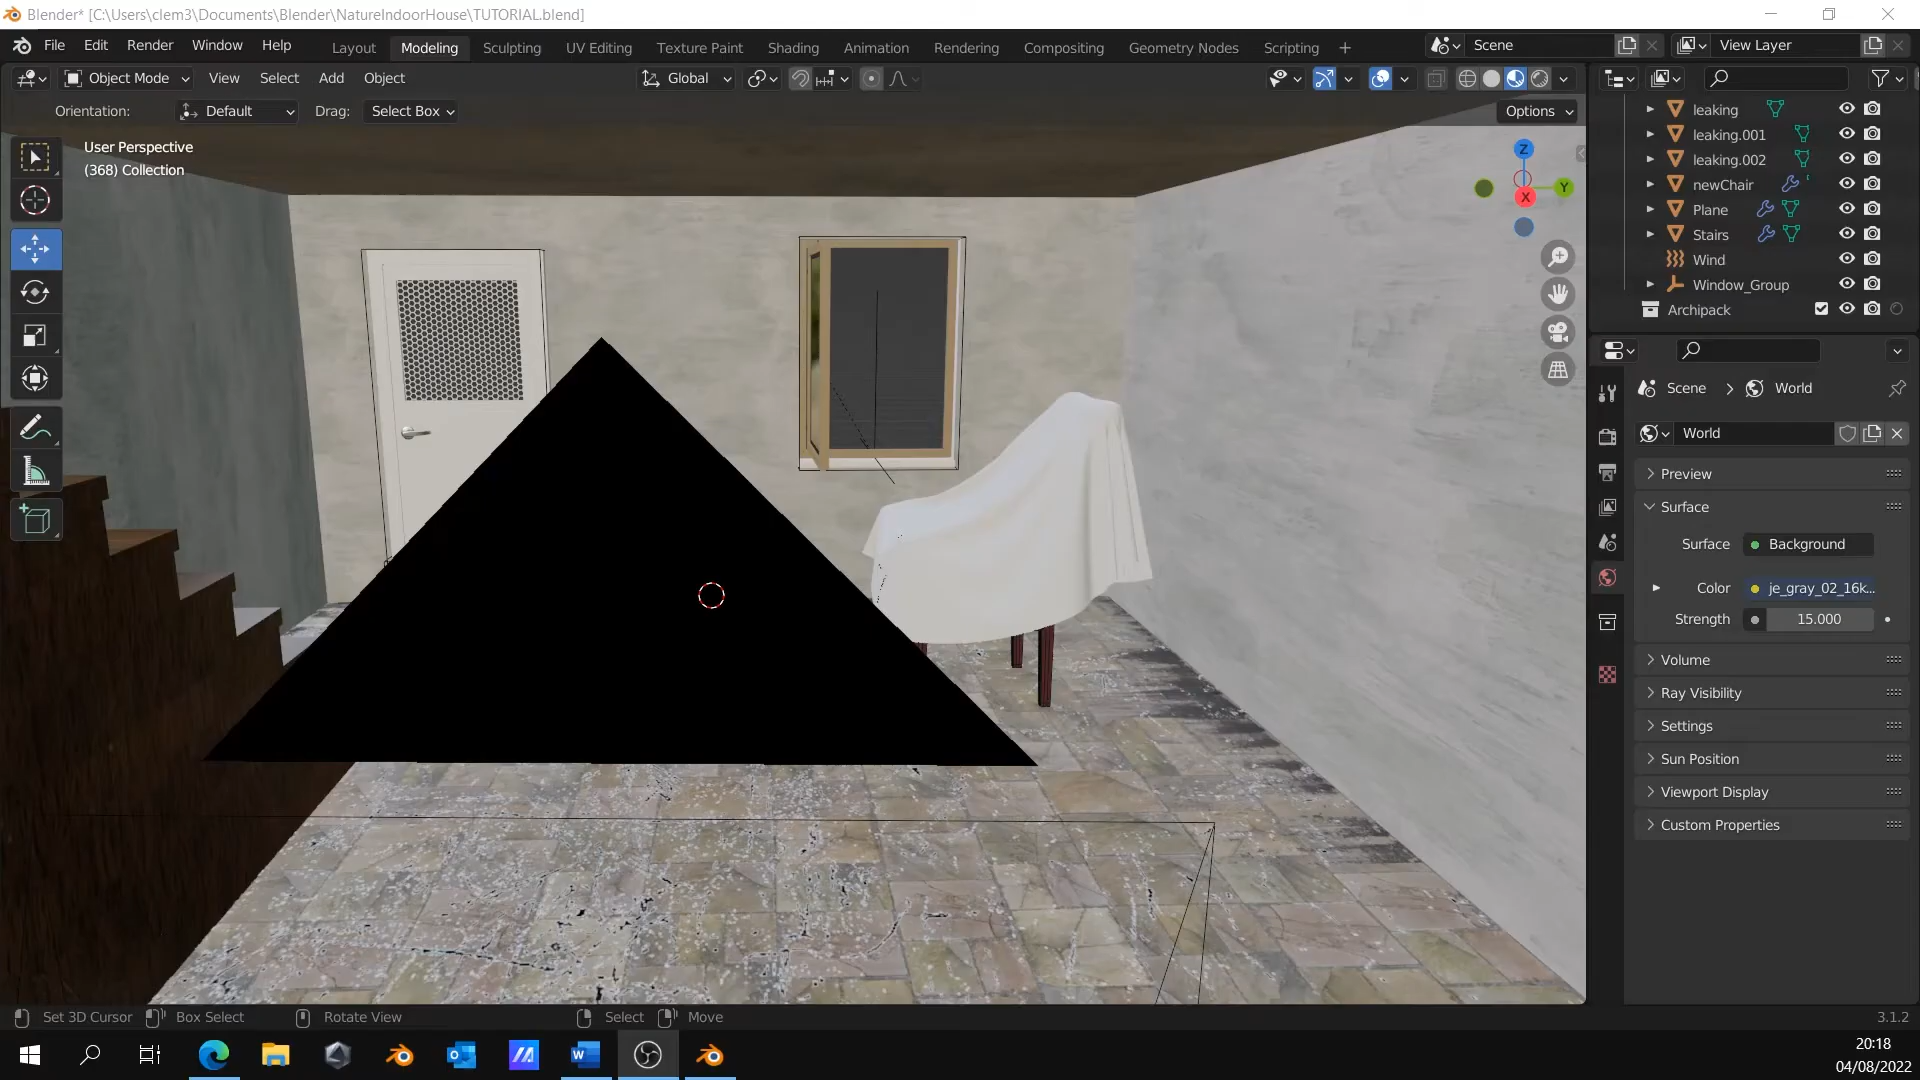 Blender* [C:\Users\clem3\Documents\Blender\NatureIndoorHouse\TUTORIAL.blend]
File Edit Render Window Help Layout Modeling Sculpting UV Editing Texture Paint Shading Animation Rendering Compositing Geometry Nodes Scripting + Scene View Layer
Object Mode View Select Add Object Global
Orientation: Default Drag: Select Box Options
User Perspective
(368) Collection
Z
Y
X
leaking
leaking.001
leaking.002
newChair
Plane
Stairs
Wind
Window_Group
Archipack
Scene > World
World
Preview
Surface
Surface Background
Color je_gray_02_16k...
Strength 15.000
Volume
Ray Visibility
Settings
Sun Position
Viewport Display
Custom Properties
Set 3D Cursor Box Select Rotate View Select Move 3.1.2
20:18
04/08/2022